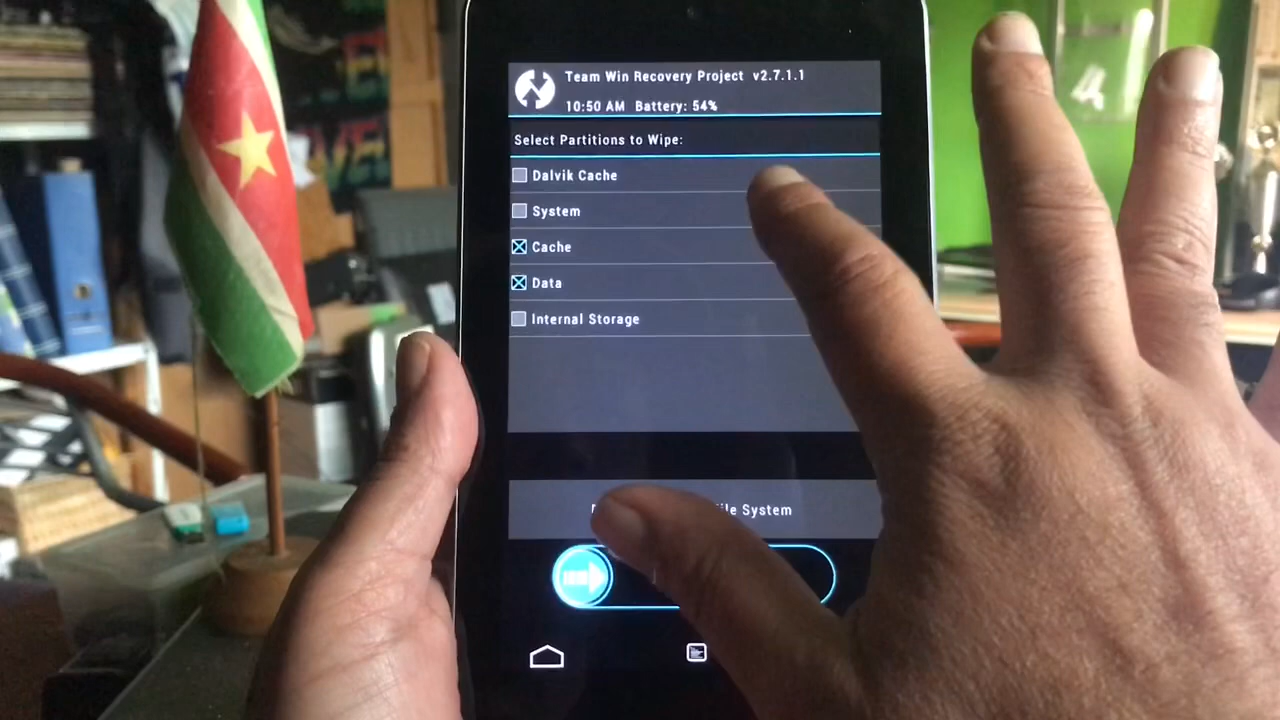 Team Win Recovery Project v2.7.1.1
10:50 AM Battery: 54%
Select Partitions to Wipe:
Dalvik Cache
System
Cache
Data
Internal Storage
File System